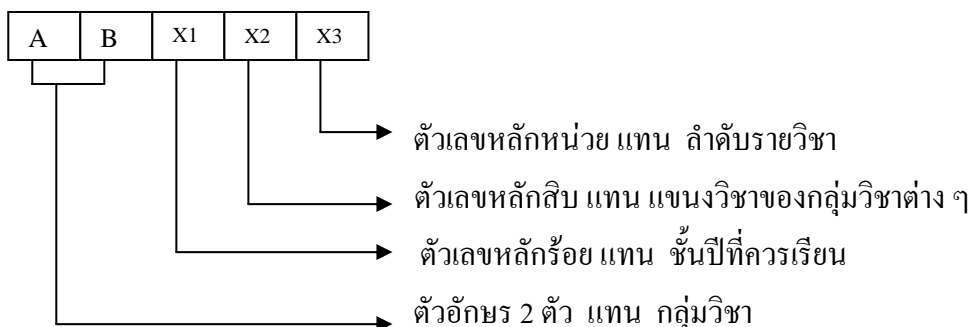 A B X1 X2 X3
ตัวเลขหลักหน่วย แทน ลำดับรายวิชา
ตัวเลขหลักสิบ แทน แขนงวิชาของกลุ่มวิชาต่าง ๆ
ตัวเลขหลักร้อย แทน ชั้นปีที่ควรเรียน
ตัวอักษร 2 ตัว แทน กลุ่มวิชา